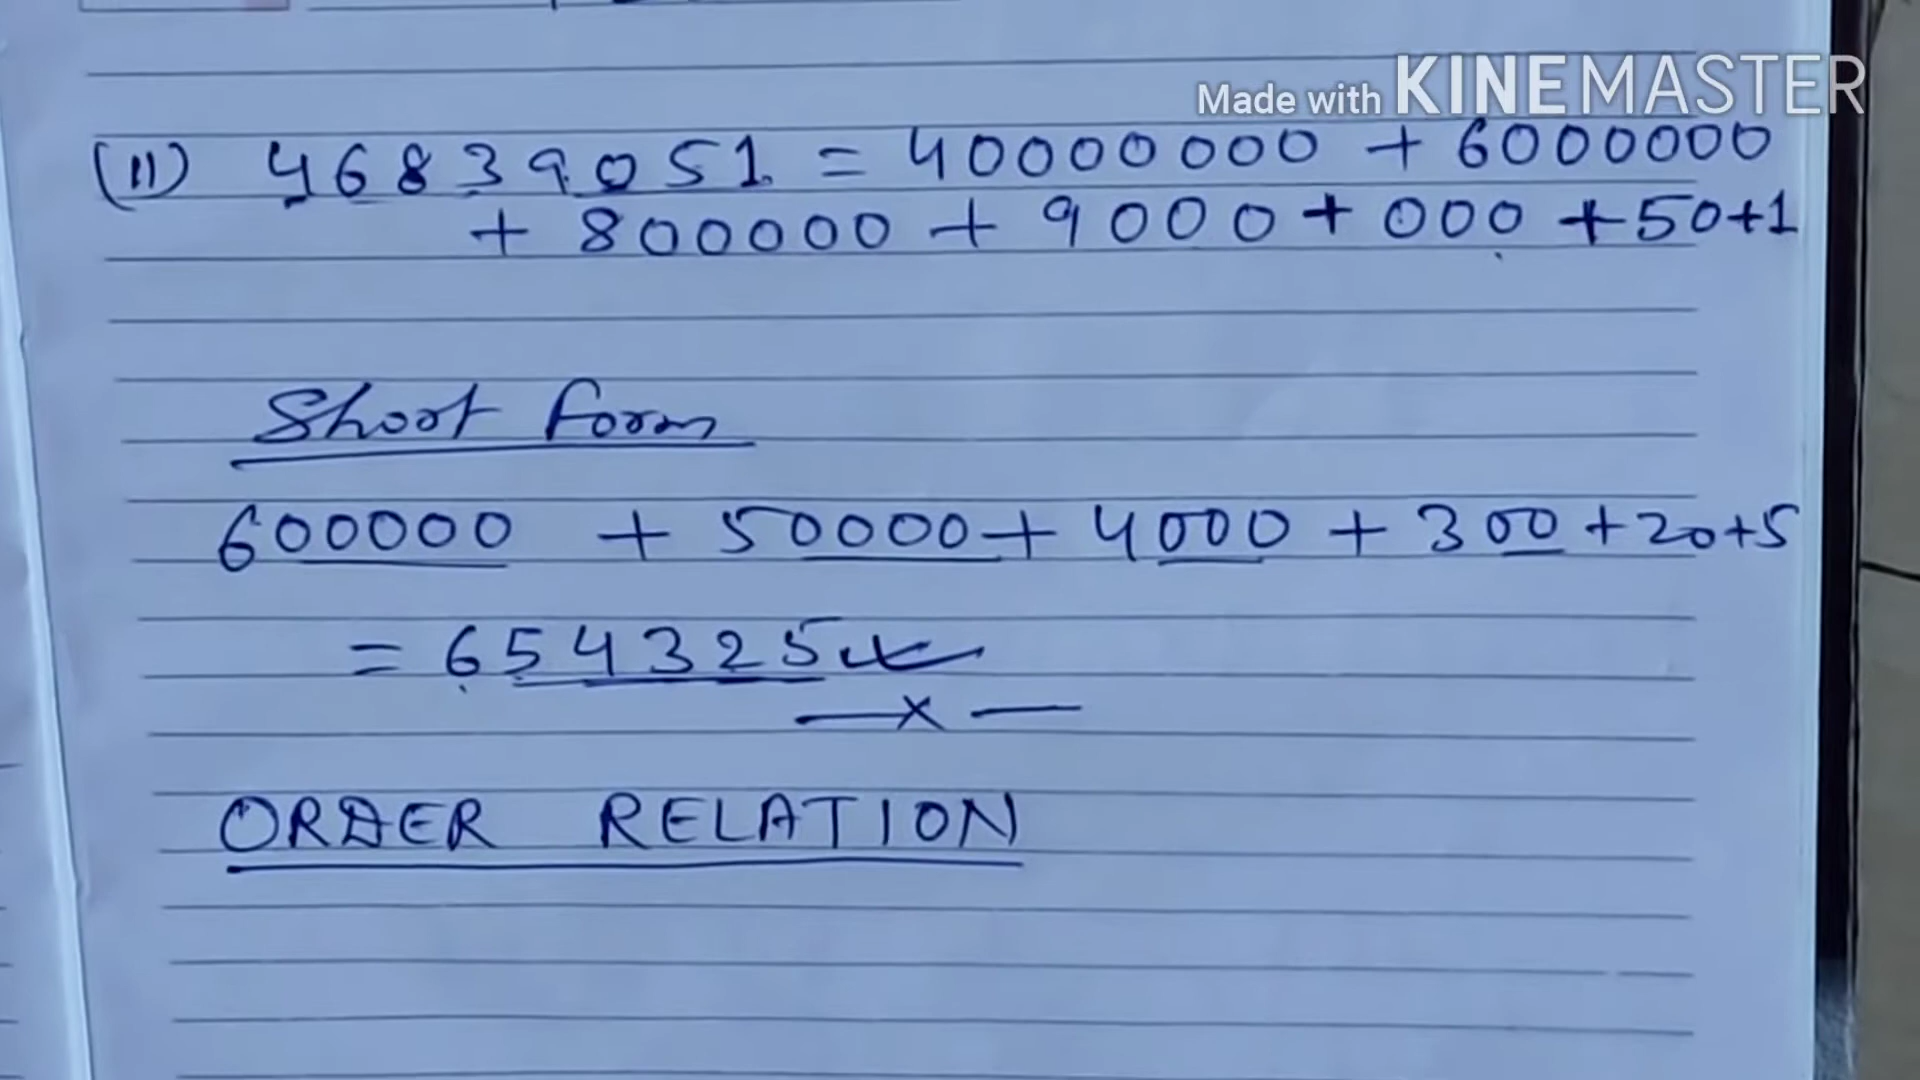 Made with KINEMASTER
(11) 46839051 = 40000000 + 6000000
+ 800000 + 9000 + 000 + 50+1
Short form
600000 + 50000 + 4000 + 300 + 20+5
= 654325
— x —
ORDER RELATION